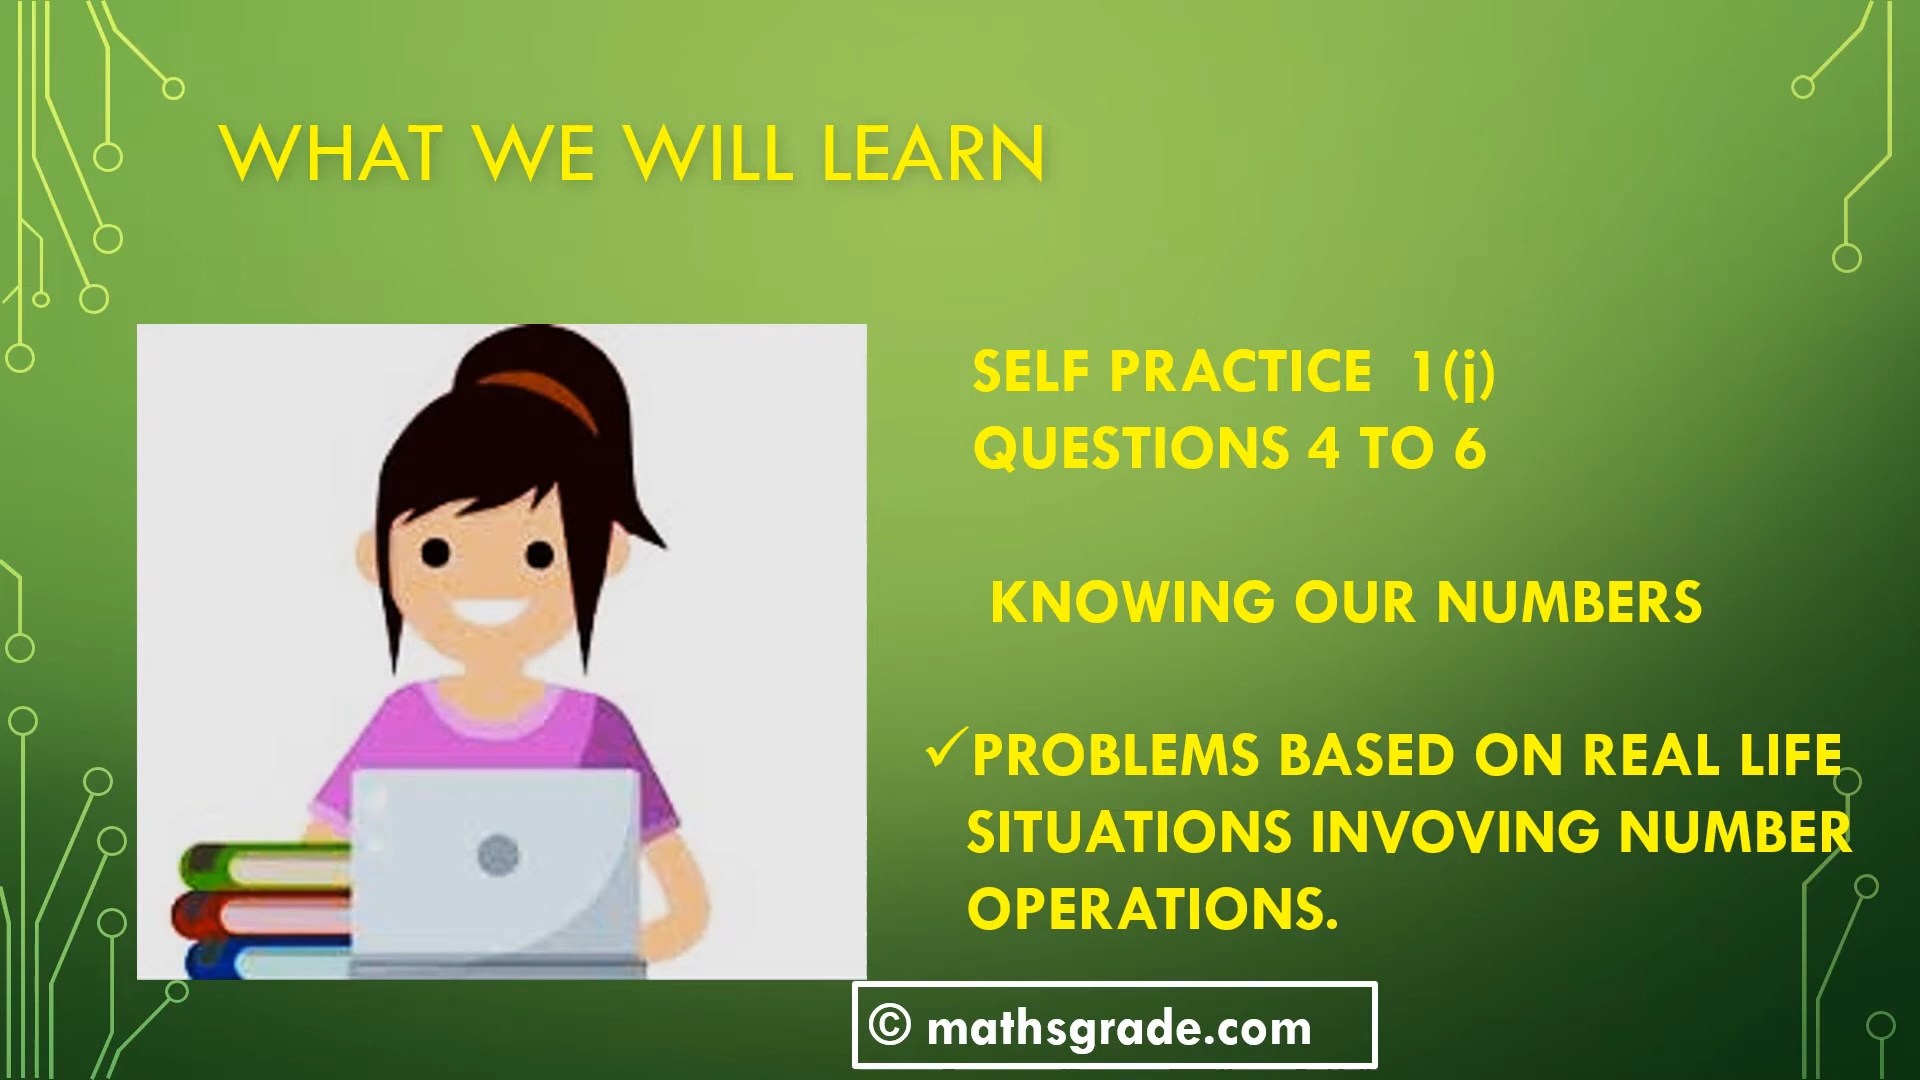 WHAT WE WILL LEARN
SELF PRACTICE 1(j)
QUESTIONS 4 TO 6
KNOWING OUR NUMBERS
✓PROBLEMS BASED ON REAL LIFE
SITUATIONS INVOVING NUMBER
OPERATIONS.
© mathsgrade.com